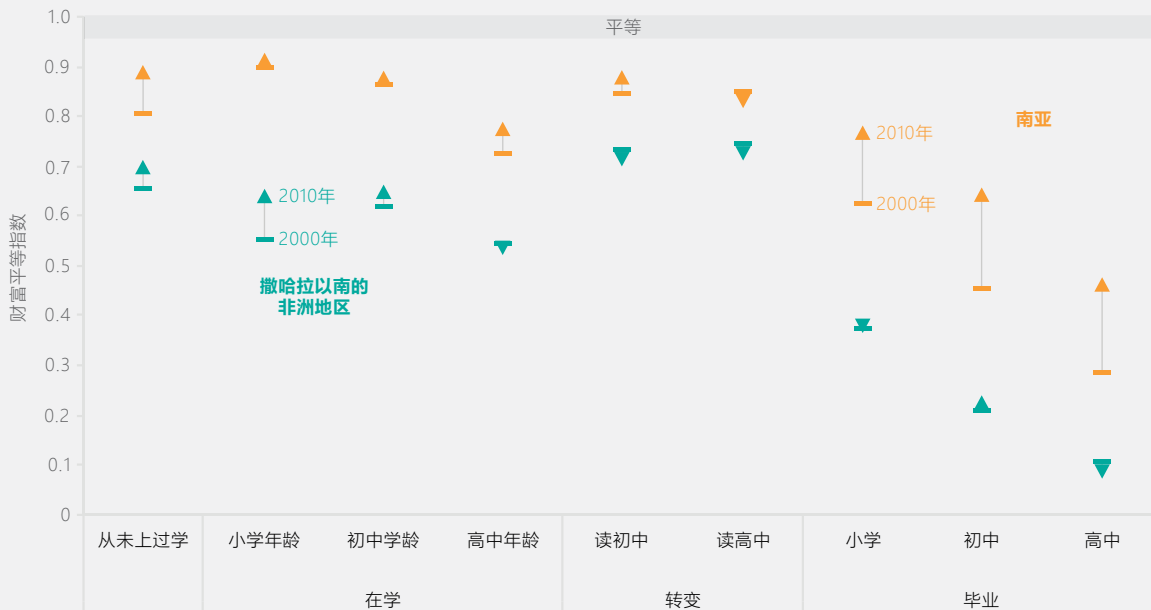 1.0
平等
0.9
0.8
0.7
0.6
0.5
0.4
0.3
0.2
0.1
0
财富平等指数
2010年
2000年
南亚
2010年
2000年
撒哈拉以南的
非洲地区
从未上过学
小学年龄
初中学龄
高中年龄
读初中
读高中
小学
初中
高中
在学
转变
毕业